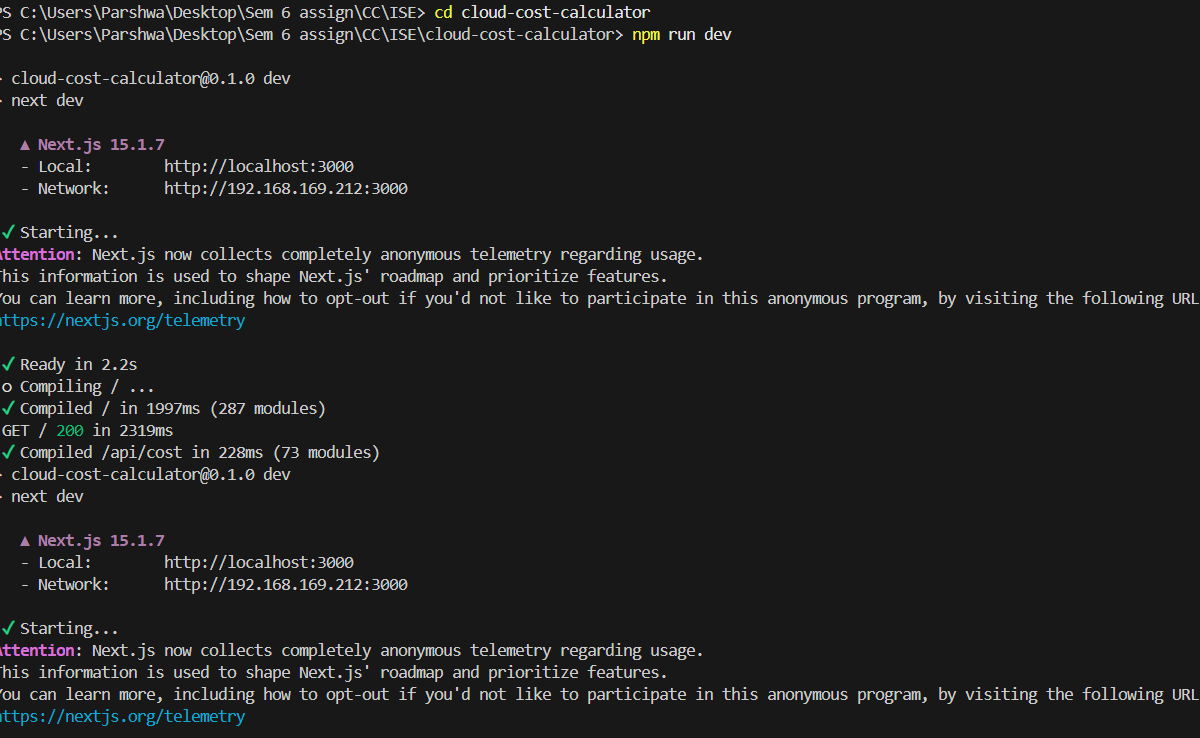 PS C:\Users\Parshwa\Desktop\Sem 6 assign\CC\ISE> cd cloud-cost-calculator
PS C:\Users\Parshwa\Desktop\Sem 6 assign\CC\ISE\cloud-cost-calculator> npm run dev
> cloud-cost-calculator@0.1.0 dev
> next dev
▲ Next.js 15.1.7
- Local: http://localhost:3000
- Network: http://192.168.169.212:3000
✓ Starting...
Attention: Next.js now collects completely anonymous telemetry regarding usage.
This information is used to shape Next.js' roadmap and prioritize features.
You can learn more, including how to opt-out if you'd not like to participate in this anonymous program, by visiting the following URL
https://nextjs.org/telemetry
✓ Ready in 2.2s
○ Compiling / ...
✓ Compiled / in 1997ms (287 modules)
GET / 200 in 2319ms
✓ Compiled /api/cost in 228ms (73 modules)
> cloud-cost-calculator@0.1.0 dev
> next dev
▲ Next.js 15.1.7
- Local: http://localhost:3000
- Network: http://192.168.169.212:3000
✓ Starting...
Attention: Next.js now collects completely anonymous telemetry regarding usage.
This information is used to shape Next.js' roadmap and prioritize features.
You can learn more, including how to opt-out if you'd not like to participate in this anonymous program, by visiting the following URL
https://nextjs.org/telemetry